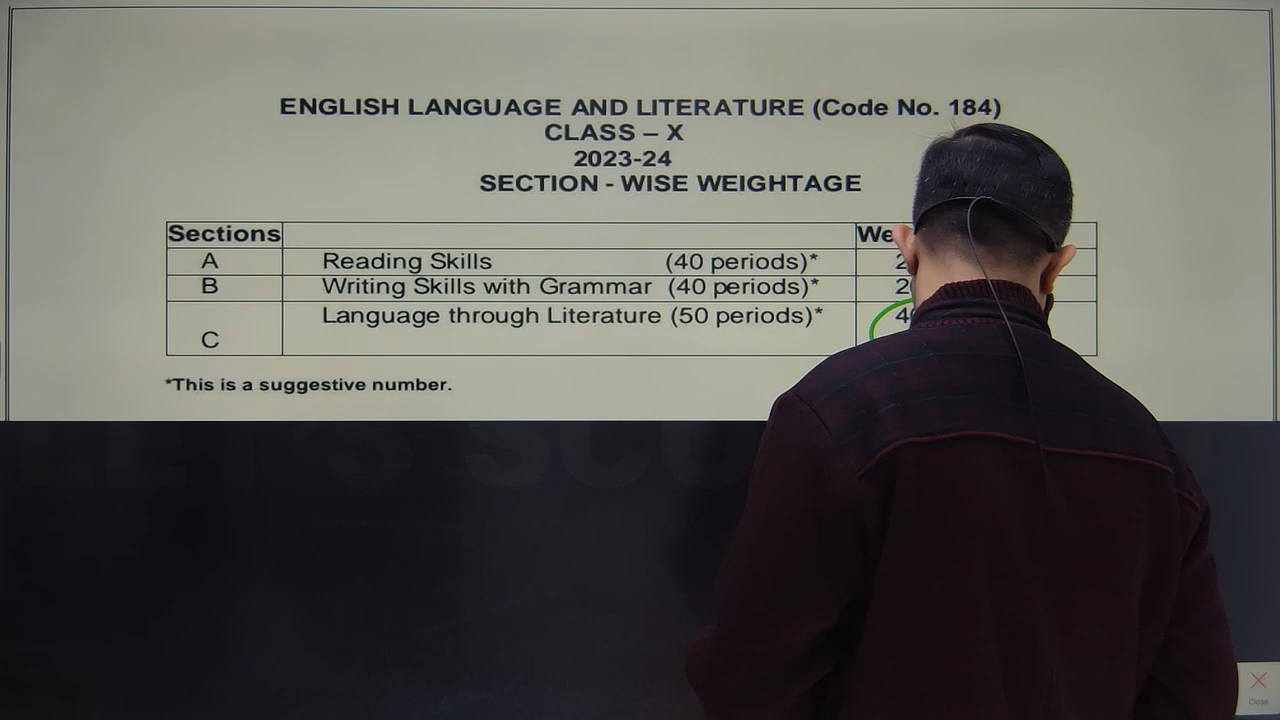 ENGLISH LANGUAGE AND LITERATURE (Code No. 184)
CLASS – X
2023-24
SECTION - WISE WEIGHTAGE
Sections
A Reading Skills (40 periods)*
B Writing Skills with Grammar (40 periods)*
Language through Literature (50 periods)*
C
*This is a suggestive number.
Close